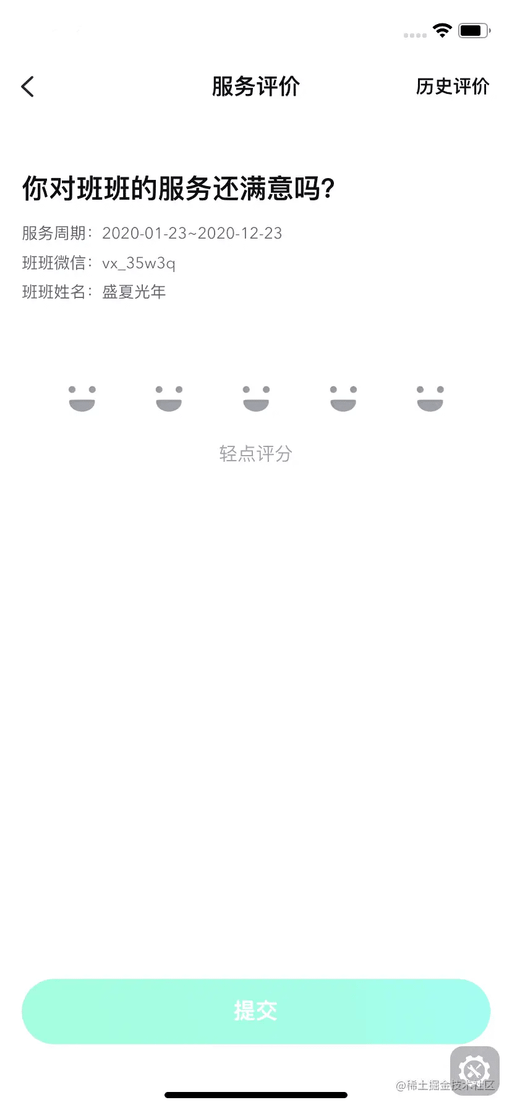 服务评价
历史评价
你对班班的服务还满意吗？
服务周期：2020-01-23~2020-12-23
班班微信：vx_35w3q
班班姓名：盛夏光年
轻点评分
提交
@稀土掘金技术社区